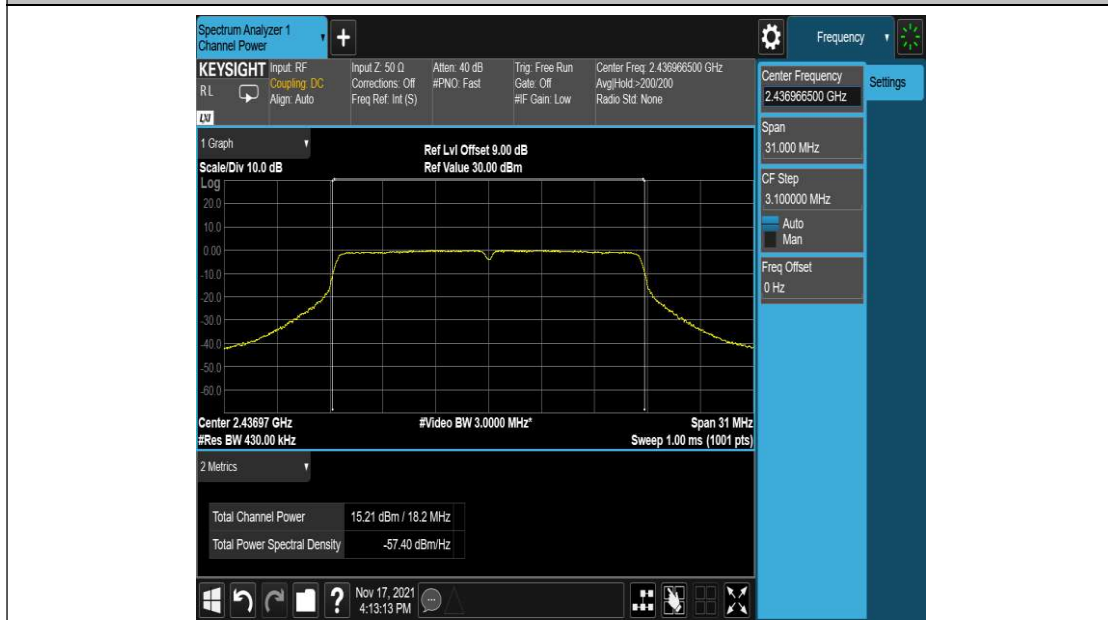 Spectrum Analyzer 1
Channel Power
+
Frequency
KEYSIGHT
RL
LXI
Input: RF
Coupling: DC
Align: Auto
Input Z: 50 Ω
Corrections: Off
Freq Ref: Int (S)
Atten: 40 dB
#PNO: Fast
Trig: Free Run
Gate: Off
#IF Gain: Low
Center Freq: 2.436966500 GHz
Avg|Hold:>200/200
Radio Std: None
Center Frequency
2.436966500 GHz
Settings
Span
31.000 MHz
CF Step
3.100000 MHz
Auto
Man
Freq Offset
0 Hz
1 Graph
Scale/Div 10.0 dB
Ref Lvl Offset 9.00 dB
Ref Value 30.00 dBm
Log
20.0
10.0
0.00
-10.0
-20.0
-30.0
-40.0
-50.0
-60.0
Center 2.43697 GHz
#Video BW 3.0000 MHz*
Span 31 MHz
#Res BW 430.00 kHz
Sweep 1.00 ms (1001 pts)
2 Metrics
Total Channel Power
15.21 dBm / 18.2 MHz
Total Power Spectral Density
-57.40 dBm/Hz
?
Nov 17, 2021
4:13:13 PM